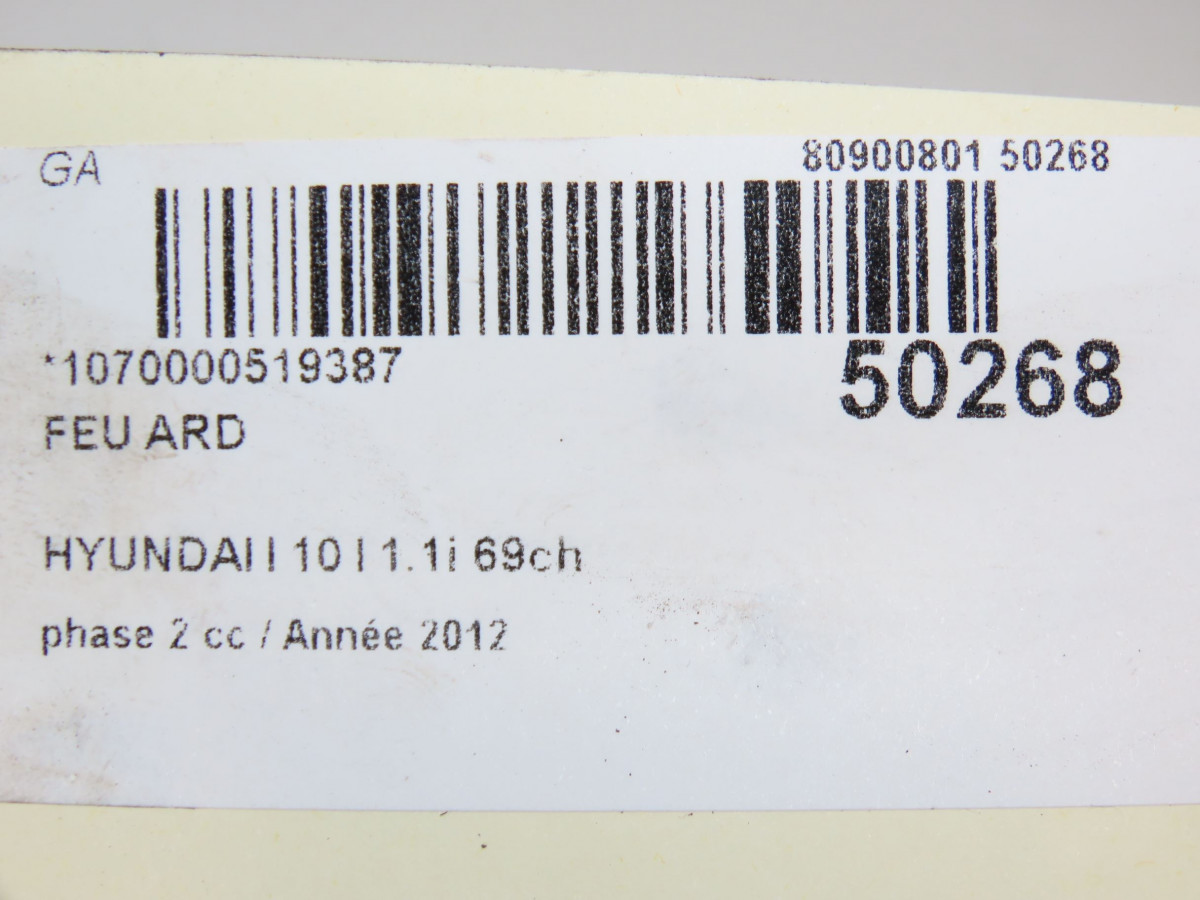 GA
80900801 50268
*1070000519387
50268
FEU ARD
HYUNDAI I 10 I 1.1i 69ch
phase 2 cc / Année 2012